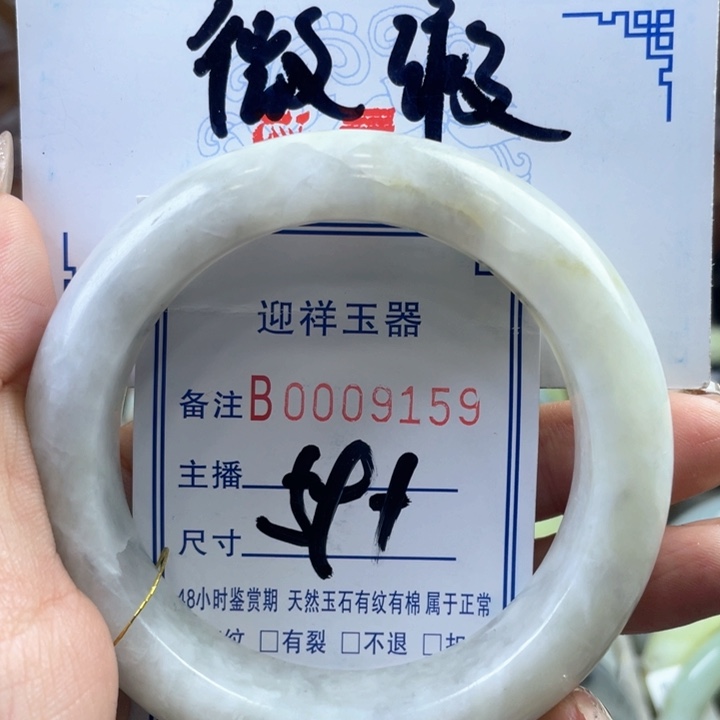 微瑕
迎祥玉器
备注B0009159
主播
尺寸
48小时鉴赏期 天然玉石有纹有棉 属于正常
纹 □有裂 □不退 □